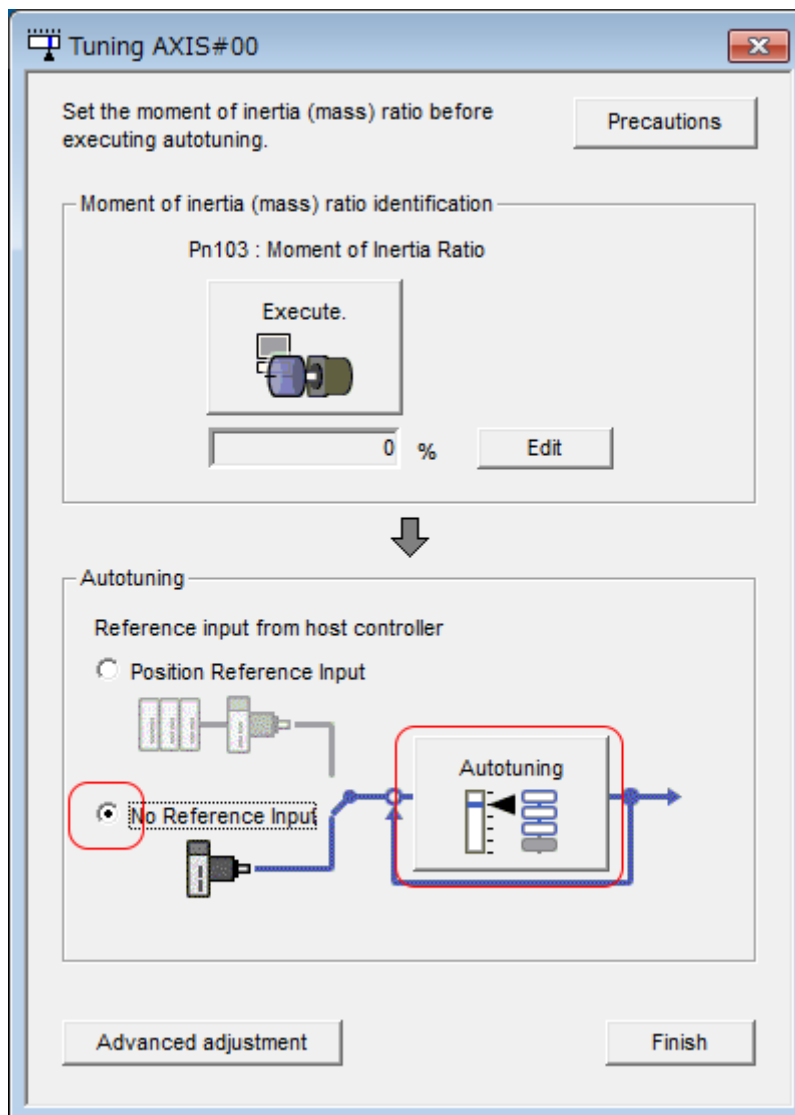 Tuning AXIS#00
Set the moment of inertia (mass) ratio before
executing autotuning.
Precautions
Moment of inertia (mass) ratio identification
Pn103 : Moment of Inertia Ratio
Execute.
0 %
Edit
Autotuning
Reference input from host controller
Position Reference Input
Autotuning
No Reference Input
Advanced adjustment
Finish